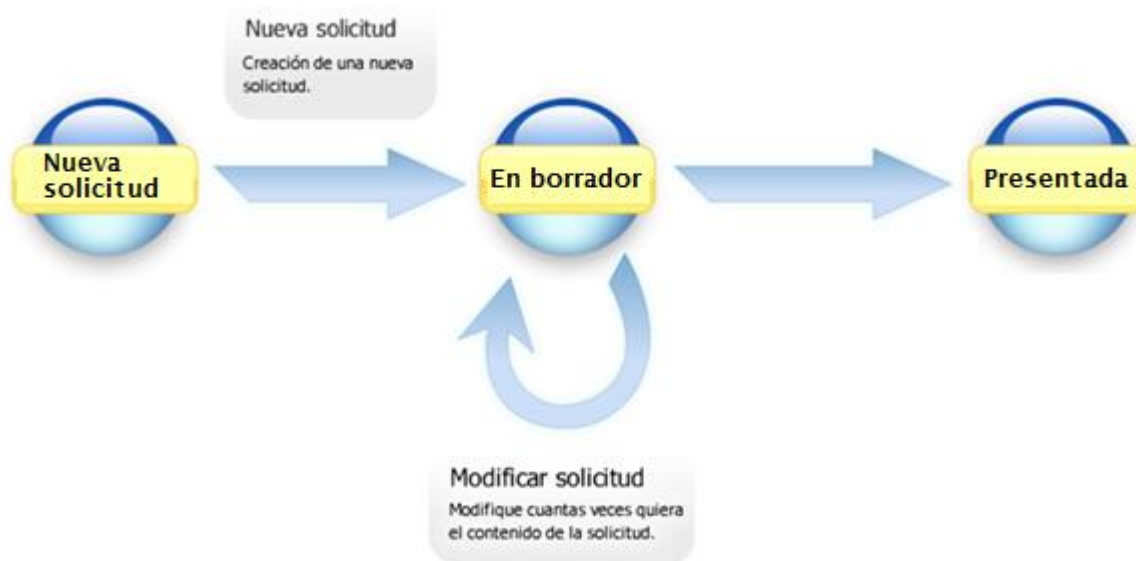 Nueva solicitud
Creación de una nueva
solicitud.
Nueva
solicitud
En borrador
Presentada
Modificar solicitud
Modifique cuantas veces quiera
el contenido de la solicitud.